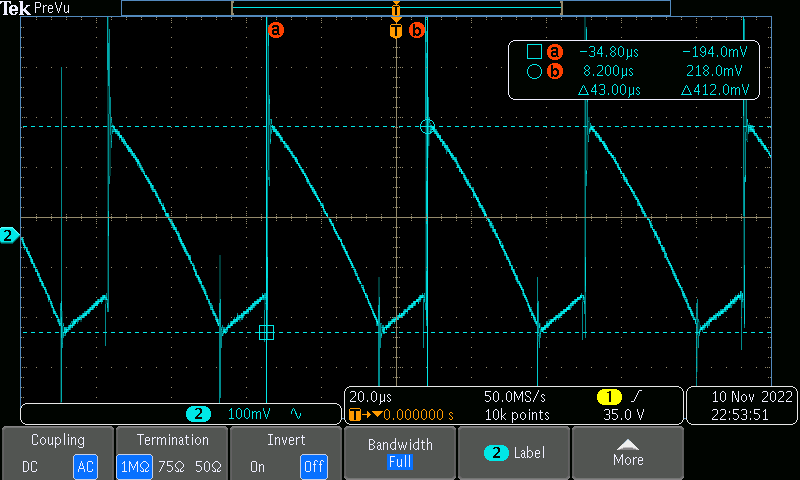 Tek PreVu
T
a
T
b
a −34.80μs −194.0mV
b 8.200μs 218.0mV
△43.00μs △412.0mV
2
2 100mV ∿
20.0μs 50.0MS/s 1 ∫
T→▼0.000000 s 10k points 35.0 V
10 Nov 2022
22:53:51
Coupling
DC AC
Termination
1MΩ 75Ω 50Ω
Invert
On Off
Bandwidth
Full
2 Label
More